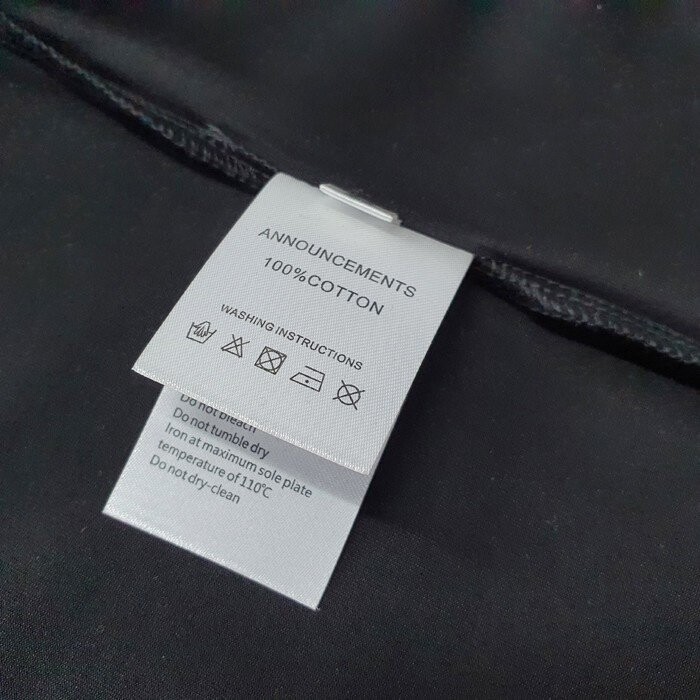 ANNOUNCEMENTS
100%COTTON
WASHING INSTRUCTIONS
Do not bleach
Do not tumble dry
Iron at maximum sole plate
temperature of 110℃
Do not dry-clean